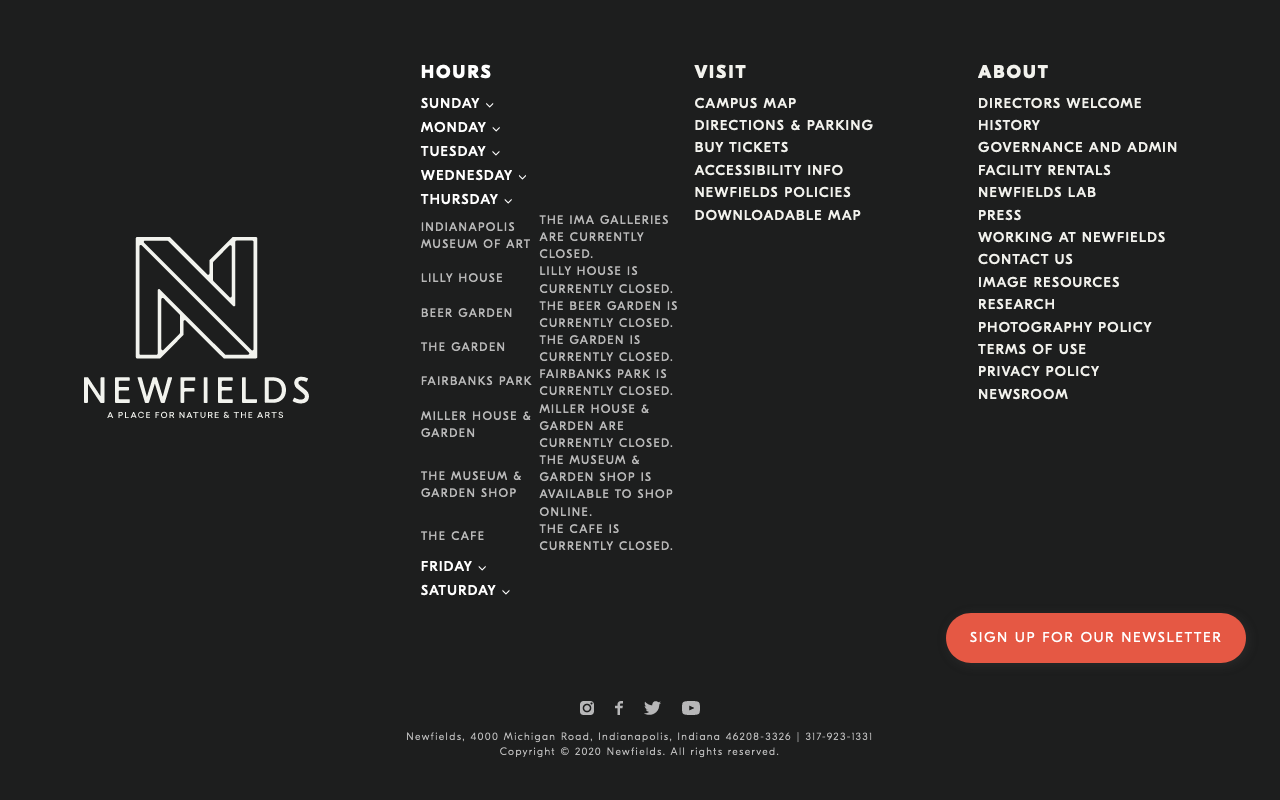 NEWFIELDS
A PLACE FOR NATURE & THE ARTS
HOURS
SUNDAY
MONDAY
TUESDAY
WEDNESDAY
THURSDAY
INDIANAPOLIS
MUSEUM OF ART
THE IMA GALLERIES
ARE CURRENTLY
CLOSED.
LILLY HOUSE
LILLY HOUSE IS
CURRENTLY CLOSED.
BEER GARDEN
THE BEER GARDEN IS
CURRENTLY CLOSED.
THE GARDEN
THE GARDEN IS
CURRENTLY CLOSED.
FAIRBANKS PARK
FAIRBANKS PARK IS
CURRENTLY CLOSED.
MILLER HOUSE &
GARDEN
MILLER HOUSE &
GARDEN ARE
CURRENTLY CLOSED.
THE MUSEUM &
GARDEN SHOP
THE MUSEUM &
GARDEN SHOP IS
AVAILABLE TO SHOP
ONLINE.
THE CAFE
THE CAFE IS
CURRENTLY CLOSED.
FRIDAY
SATURDAY
VISIT
CAMPUS MAP
DIRECTIONS & PARKING
BUY TICKETS
ACCESSIBILITY INFO
NEWFIELDS POLICIES
DOWNLOADABLE MAP
ABOUT
DIRECTORS WELCOME
HISTORY
GOVERNANCE AND ADMIN
FACILITY RENTALS
NEWFIELDS LAB
PRESS
WORKING AT NEWFIELDS
CONTACT US
IMAGE RESOURCES
RESEARCH
PHOTOGRAPHY POLICY
TERMS OF USE
PRIVACY POLICY
NEWSROOM
SIGN UP FOR OUR NEWSLETTER
Newfields, 4000 Michigan Road, Indianapolis, Indiana 46208-3326 | 317-923-1331
Copyright © 2020 Newfields. All rights reserved.